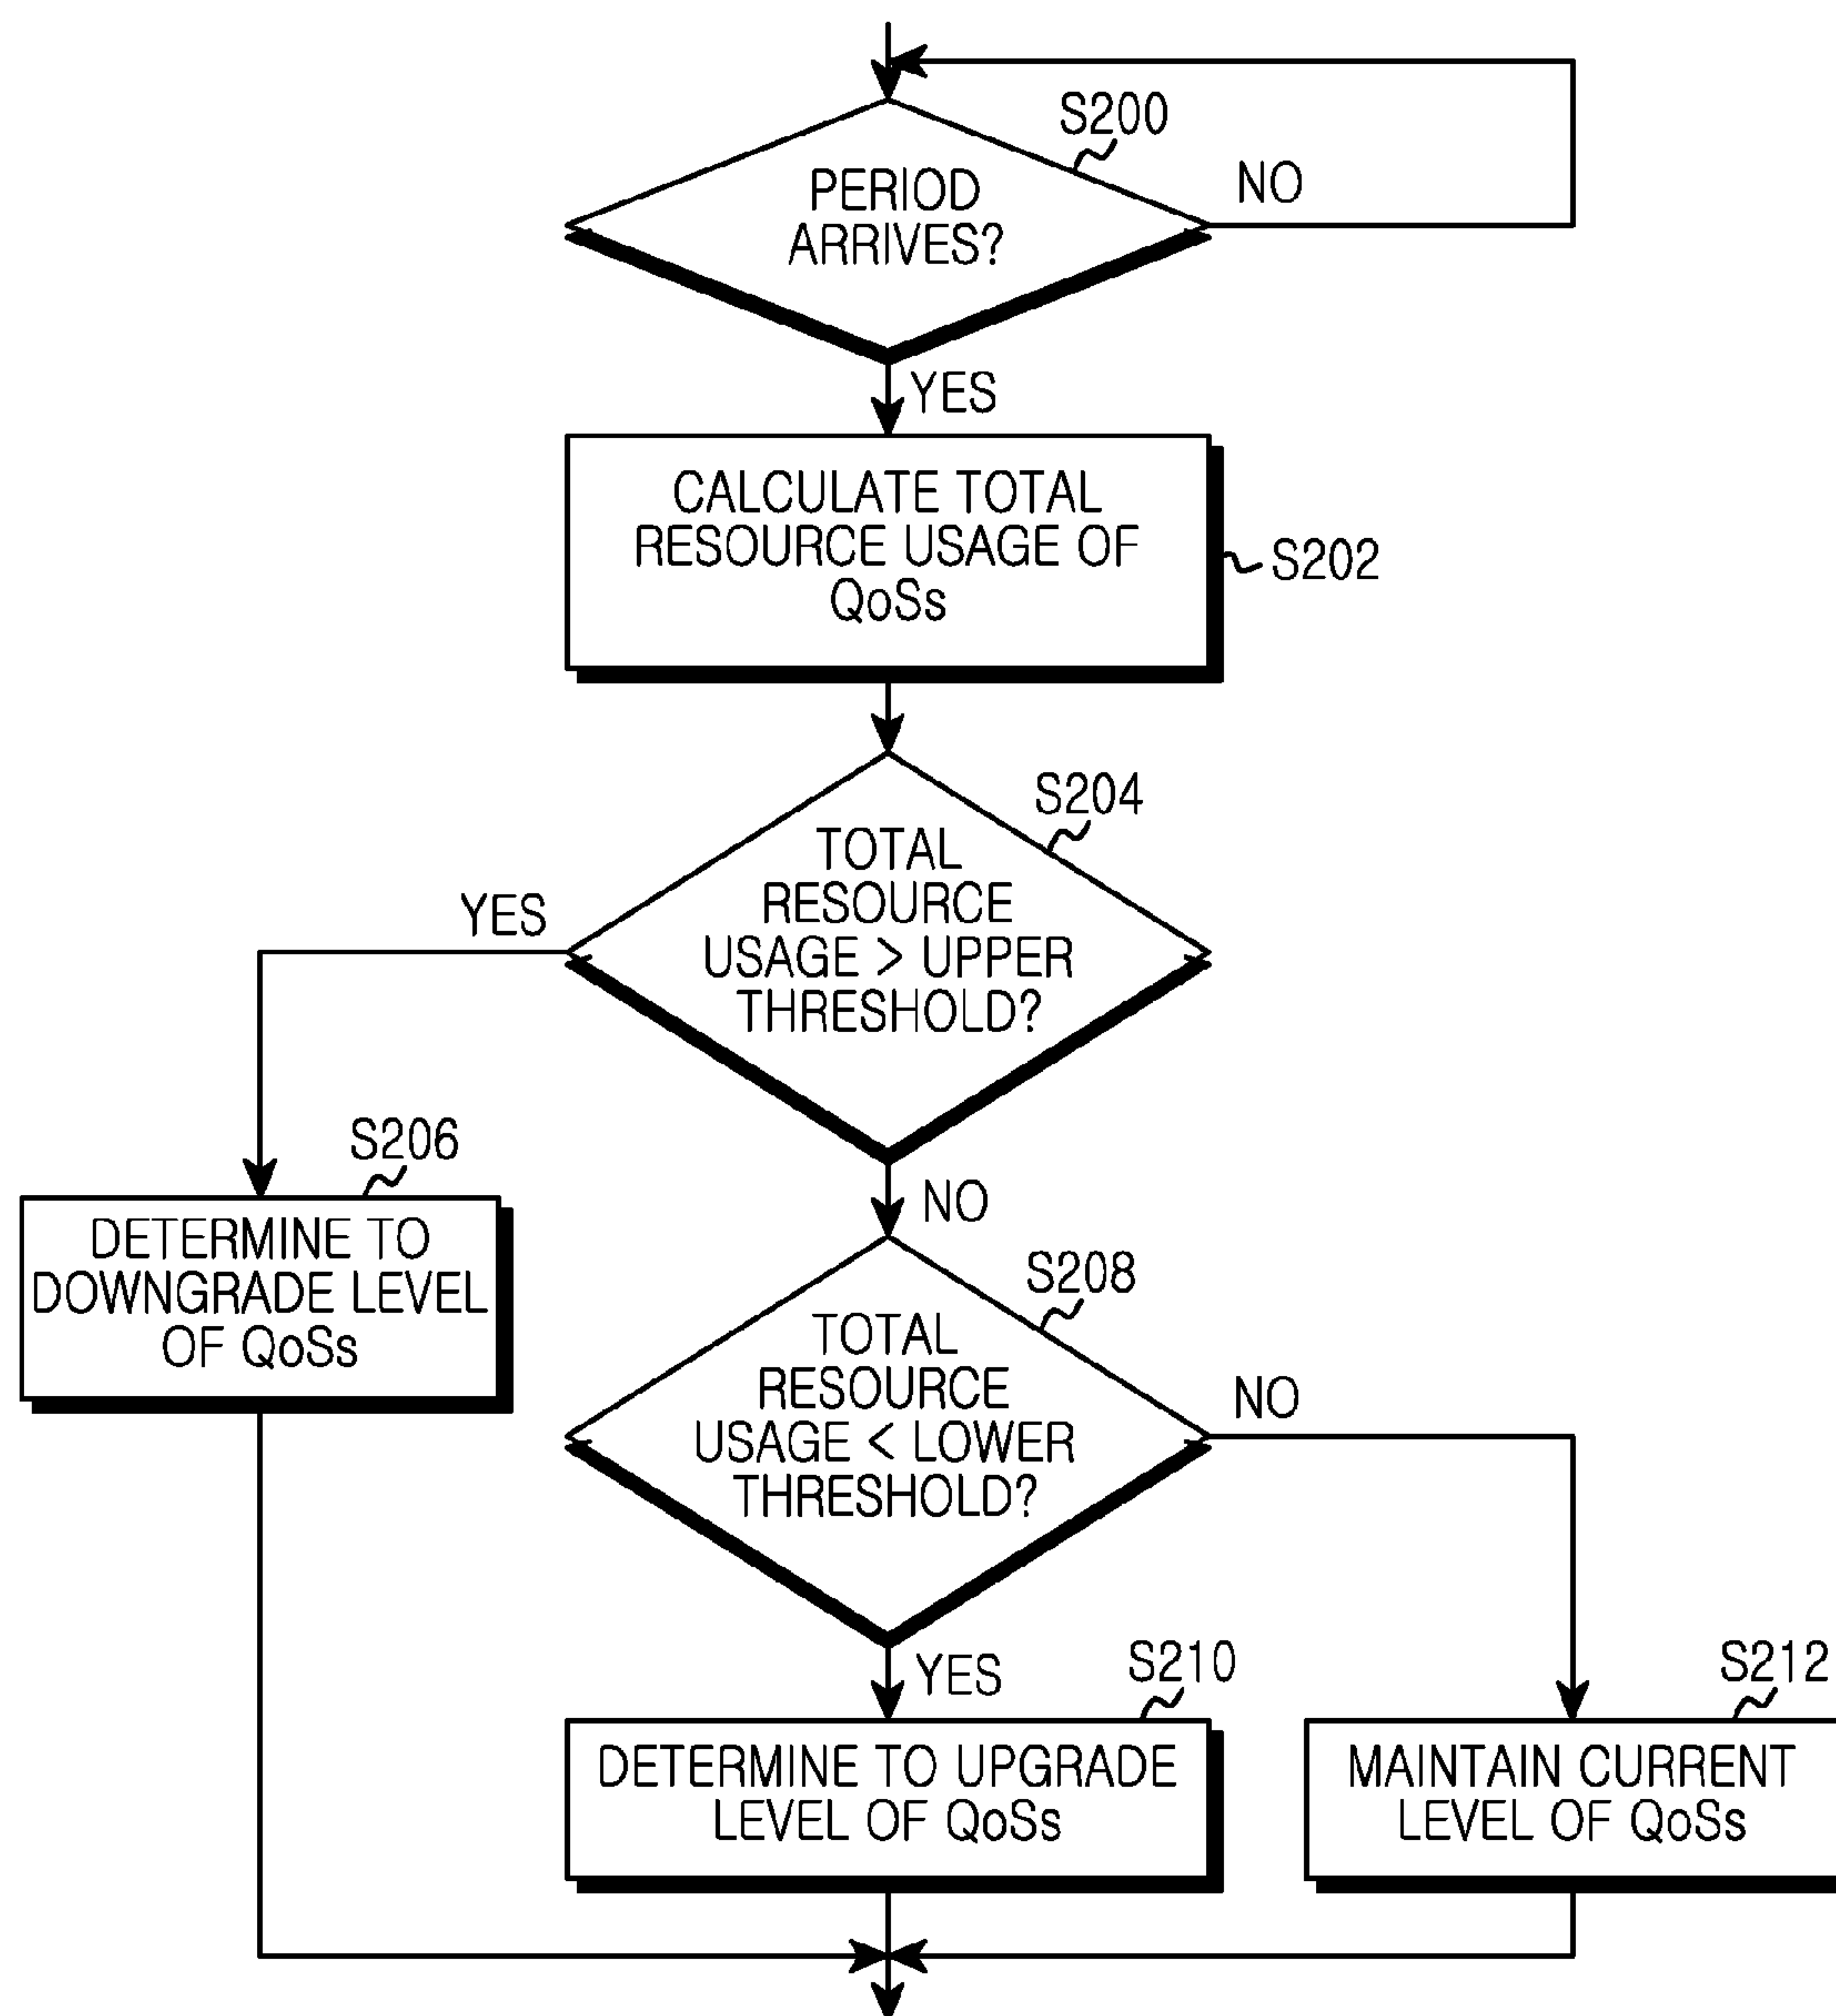 S200
PERIOD
ARRIVES?
NO
YES
CALCULATE TOTAL
RESOURCE USAGE OF
QoSs
S202
S204
TOTAL
RESOURCE
USAGE > UPPER
THRESHOLD?
YES
NO
S206
DETERMINE TO
DOWNGRADE LEVEL
OF QoSs
S208
TOTAL
RESOURCE
USAGE < LOWER
THRESHOLD?
NO
YES
S210
DETERMINE TO UPGRADE
LEVEL OF QoSs
S212
MAINTAIN CURRENT
LEVEL OF QoSs